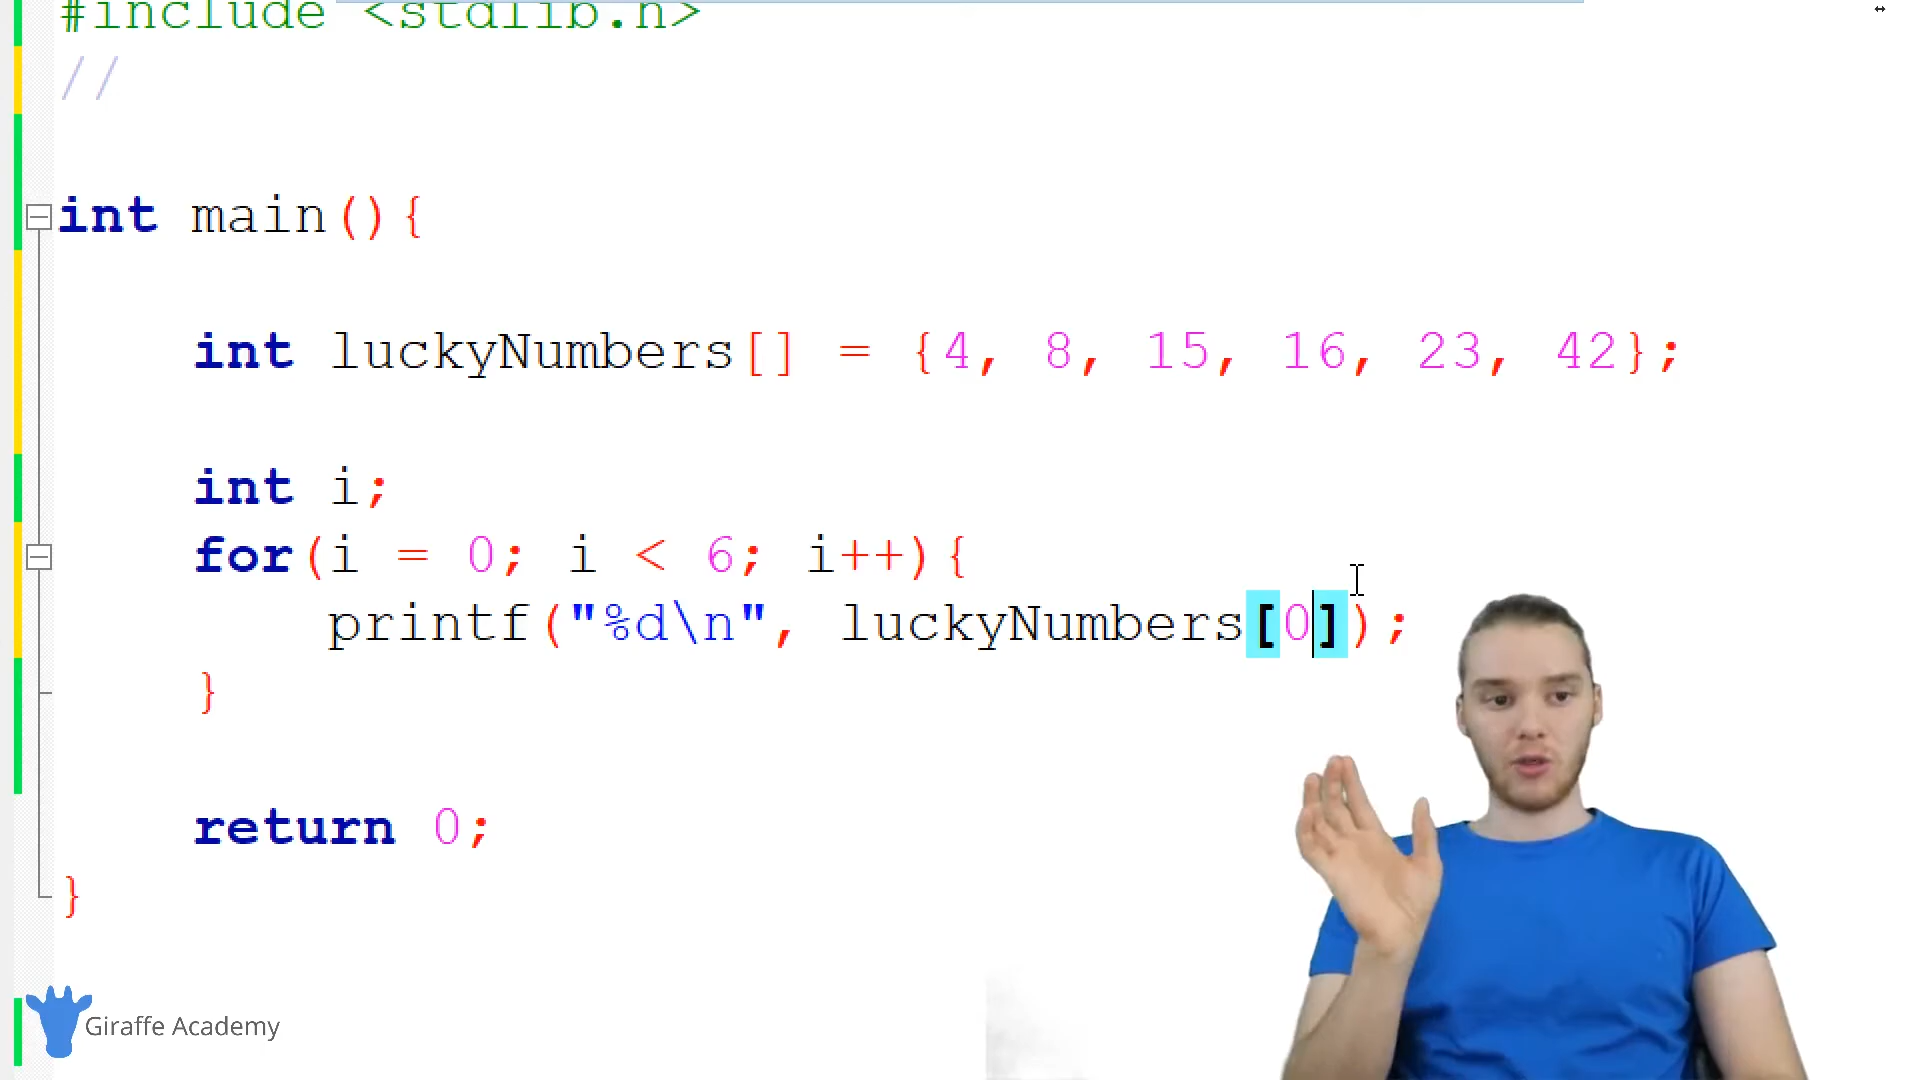 #include <stdlib.h>
//
int main(){
int luckyNumbers[] = {4, 8, 15, 16, 23, 42};
int i;
for(i = 0; i < 6; i++){
printf("%d\n", luckyNumbers[0]);
}
return 0;
}
Giraffe Academy